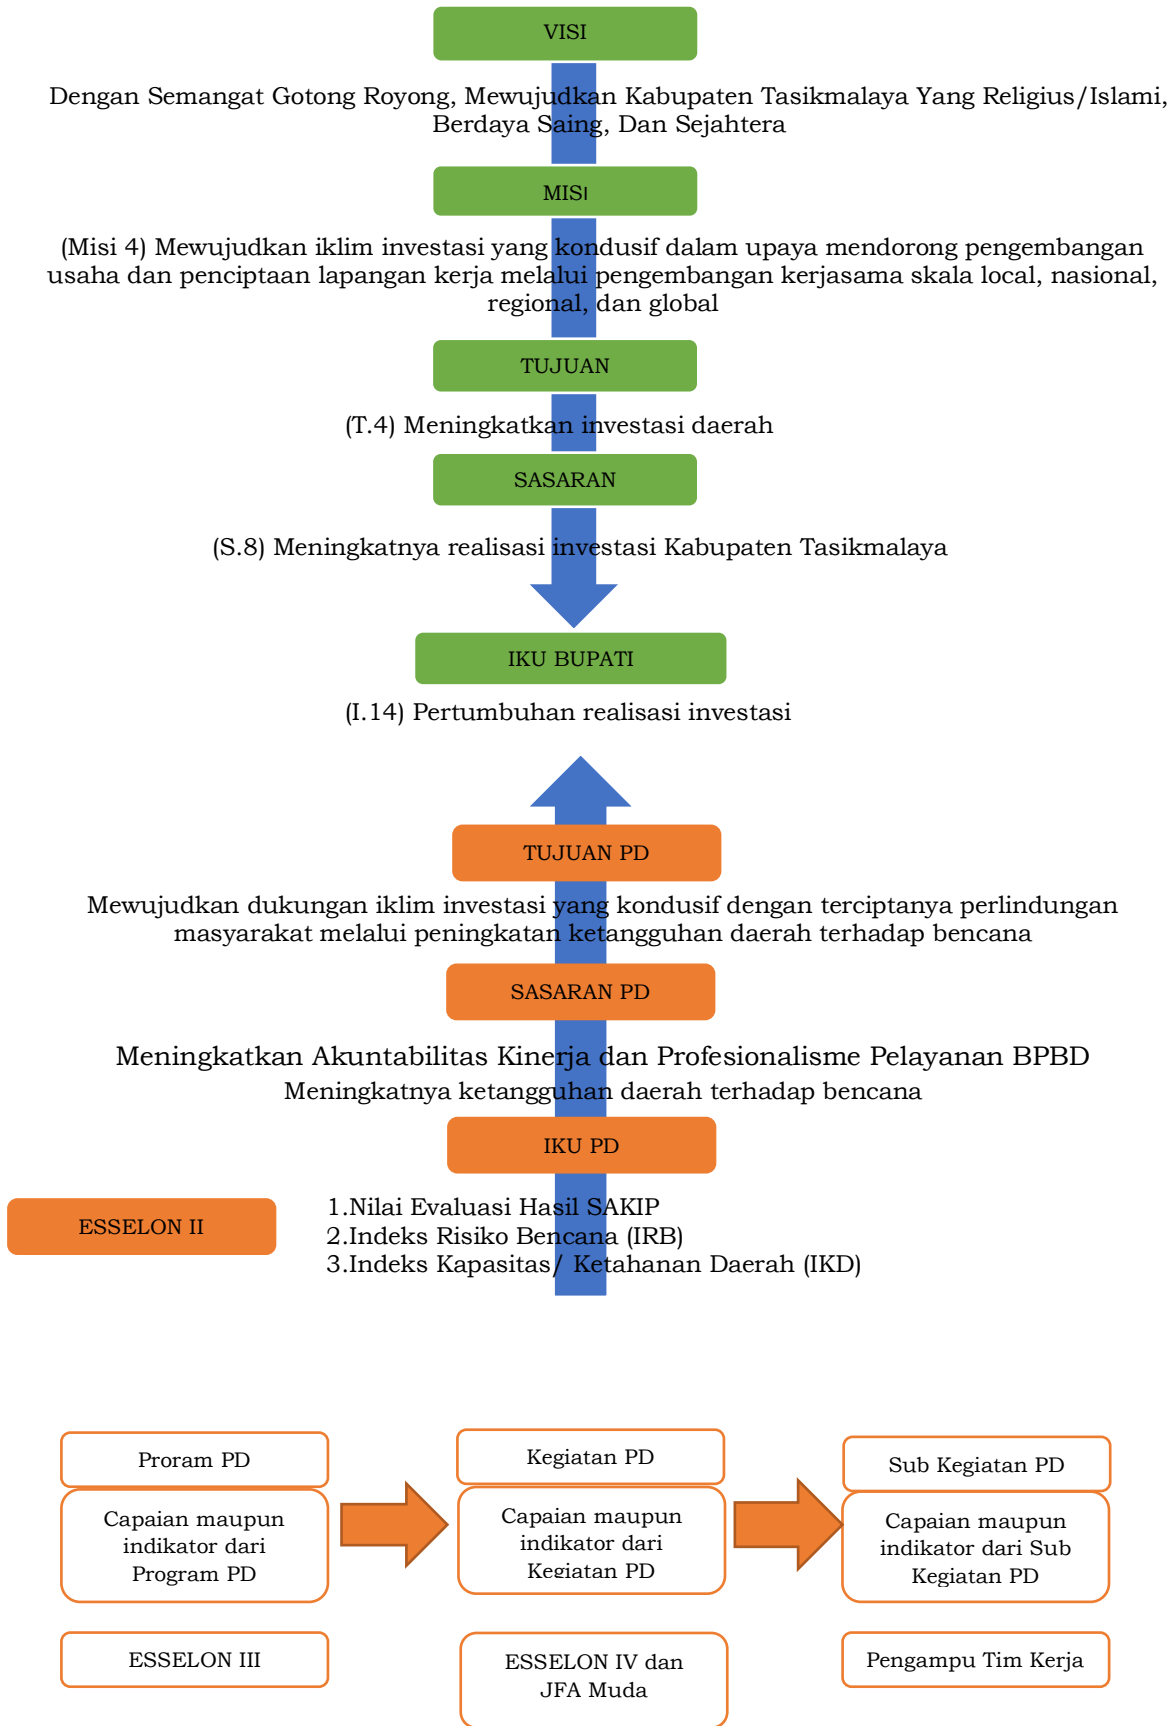 VISI
Dengan Semangat Gotong Royong, Mewujudkan Kabupaten Tasikmalaya Yang Religius/Islami,
Berdaya Saing, Dan Sejahtera
MISI
(Misi 4) Mewujudkan iklim investasi yang kondusif dalam upaya mendorong pengembangan
usaha dan penciptaan lapangan kerja melalui pengembangan kerjasama skala local, nasional,
regional, dan global
TUJUAN
(T.4) Meningkatkan investasi daerah
SASARAN
(S.8) Meningkatnya realisasi investasi Kabupaten Tasikmalaya
IKU BUPATI
(I.14) Pertumbuhan realisasi investasi
TUJUAN PD
Mewujudkan dukungan iklim investasi yang kondusif dengan terciptanya perlindungan
masyarakat melalui peningkatan ketangguhan daerah terhadap bencana
SASARAN PD
Meningkatkan Akuntabilitas Kinerja dan Profesionalisme Pelayanan BPBD
Meningkatnya ketangguhan daerah terhadap bencana
IKU PD
ESSELON II
1.Nilai Evaluasi Hasil SAKIP
2.Indeks Risiko Bencana (IRB)
3.Indeks Kapasitas/ Ketahanan Daerah (IKD)
Proram PD
Capaian maupun
indikator dari
Program PD
ESSELON III
Kegiatan PD
Capaian maupun
indikator dari
Kegiatan PD
ESSELON IV dan
JFA Muda
Sub Kegiatan PD
Capaian maupun
indikator dari Sub
Kegiatan PD
Pengampu Tim Kerja